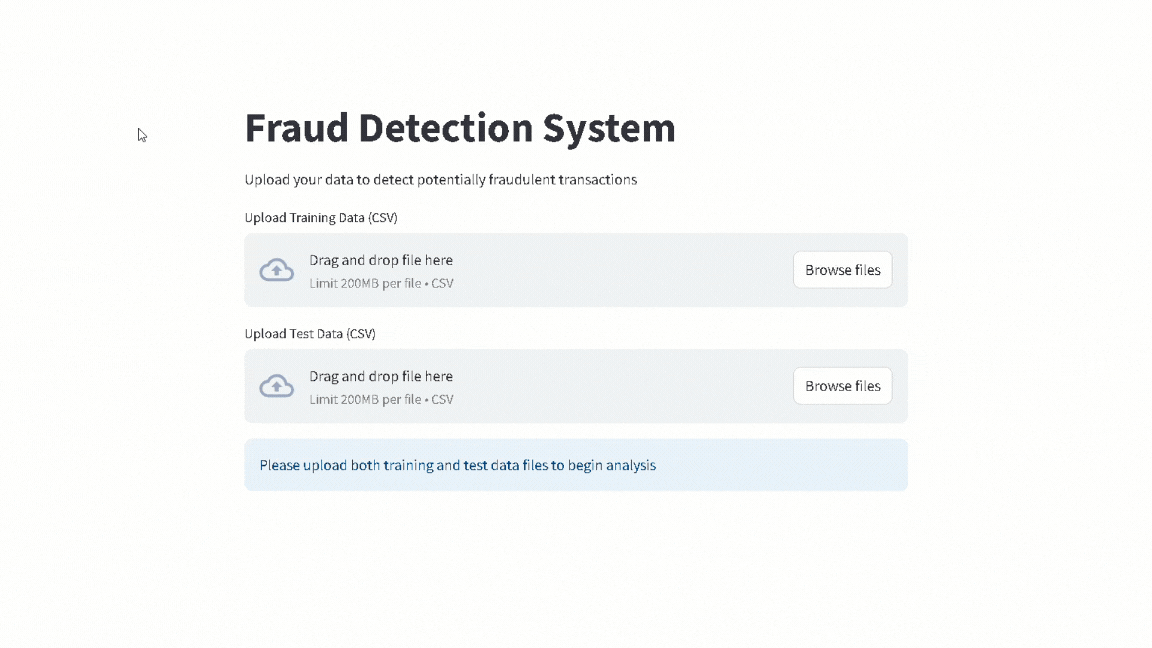 Fraud Detection System
Upload your data to detect potentially fraudulent transactions
Upload Training Data (CSV)
Drag and drop file here
Limit 200MB per file • CSV
Browse files
Upload Test Data (CSV)
Drag and drop file here
Limit 200MB per file • CSV
Browse files
Please upload both training and test data files to begin analysis